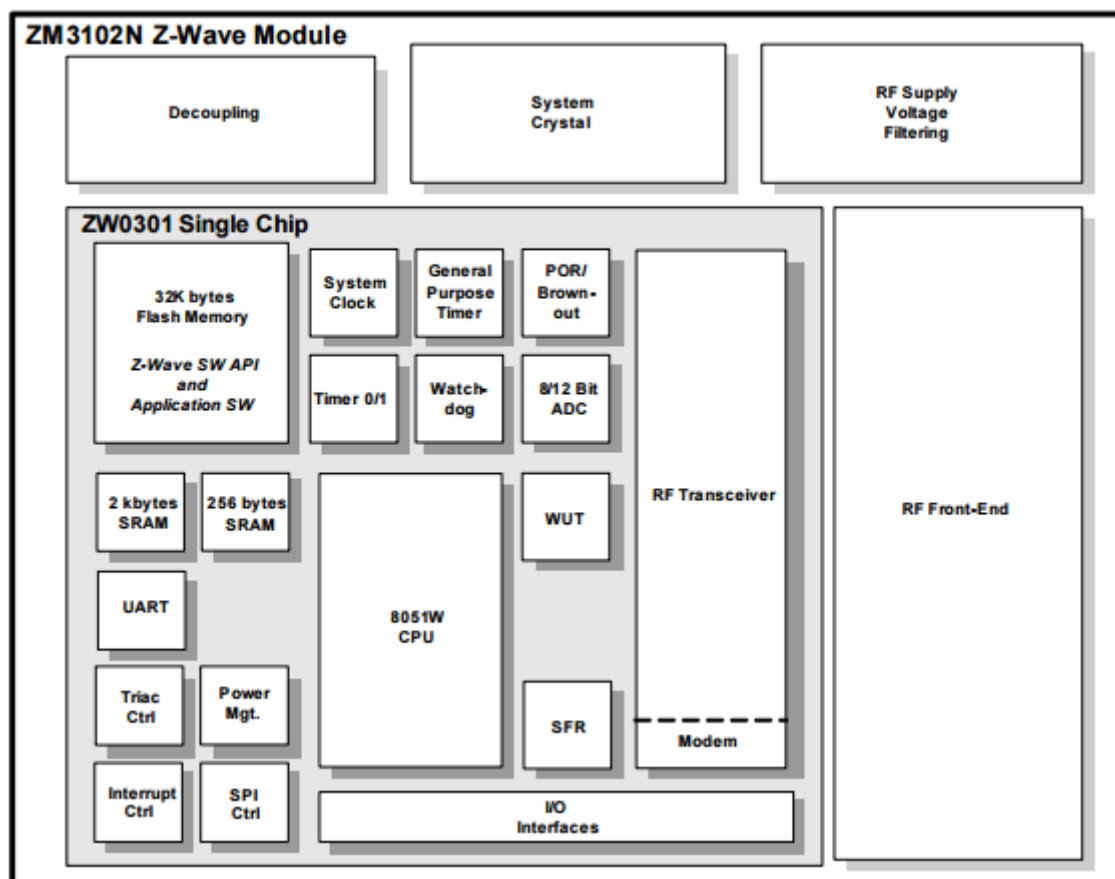 ZM3102N Z-Wave Module
Decoupling
System
Crystal
RF Supply
Voltage
Filtering
ZW0301 Single Chip
32K bytes
Flash Memory
Z-Wave SW API
and
Application SW
System
Clock
General
Purpose
Timer
POR/
Brown-
out
Timer 0/1
Watch-
dog
8/12 Bit
ADC
RF Transceiver
RF Front-End
2 kbytes
SRAM
256 bytes
SRAM
8051W
CPU
WUT
UART
Triac
Ctrl
Power
Mgt.
SFR
Modem
Interrupt
Ctrl
SPI
Ctrl
I/O
Interfaces